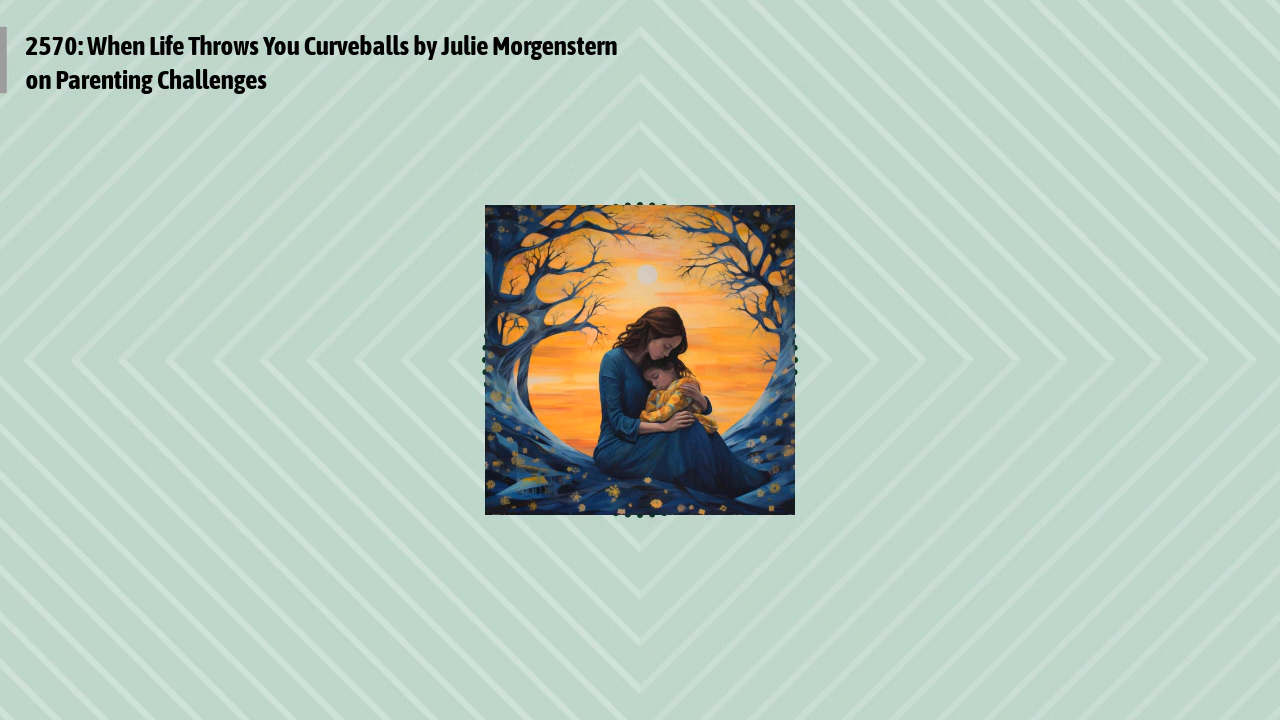 2570: When Life Throws You Curveballs by Julie Morgenstern
on Parenting Challenges